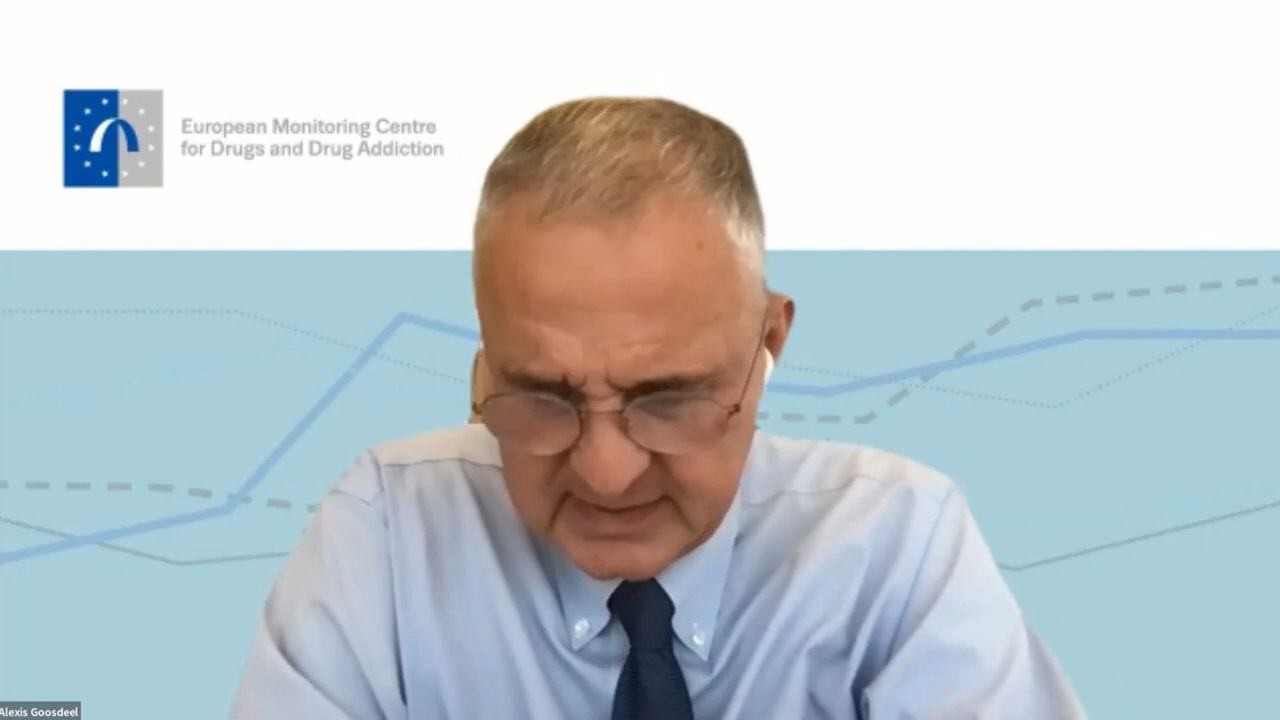 European Monitoring Centre
for Drugs and Drug Addiction
Alexis Goosdeel